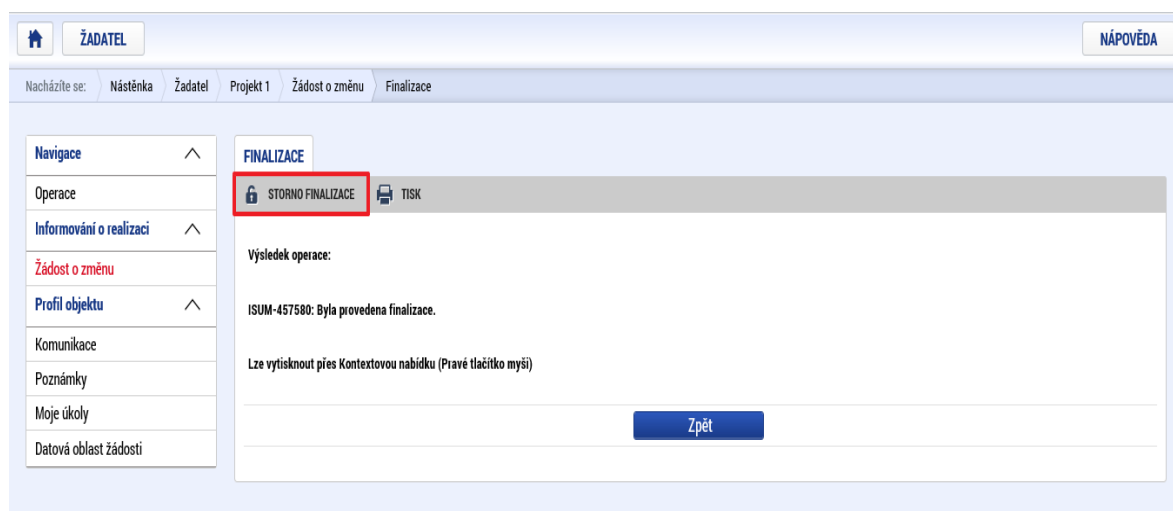 ŽADATEL
NÁPOVĚDA
Nacházíte se: Nástěnka Žadatel Projekt 1 Žádost o změnu Finalizace
Navigace
Operace
Informování o realizaci
Žádost o změnu
Profil objektu
Komunikace
Poznámky
Moje úkoly
Datová oblast žádosti
FINALIZACE
STORNO FINALIZACE TISK
Výsledek operace:
ISUM-457580: Byla provedena finalizace.
Lze vytisknout přes Kontextovou nabídku (Pravé tlačítko myši)
Zpět